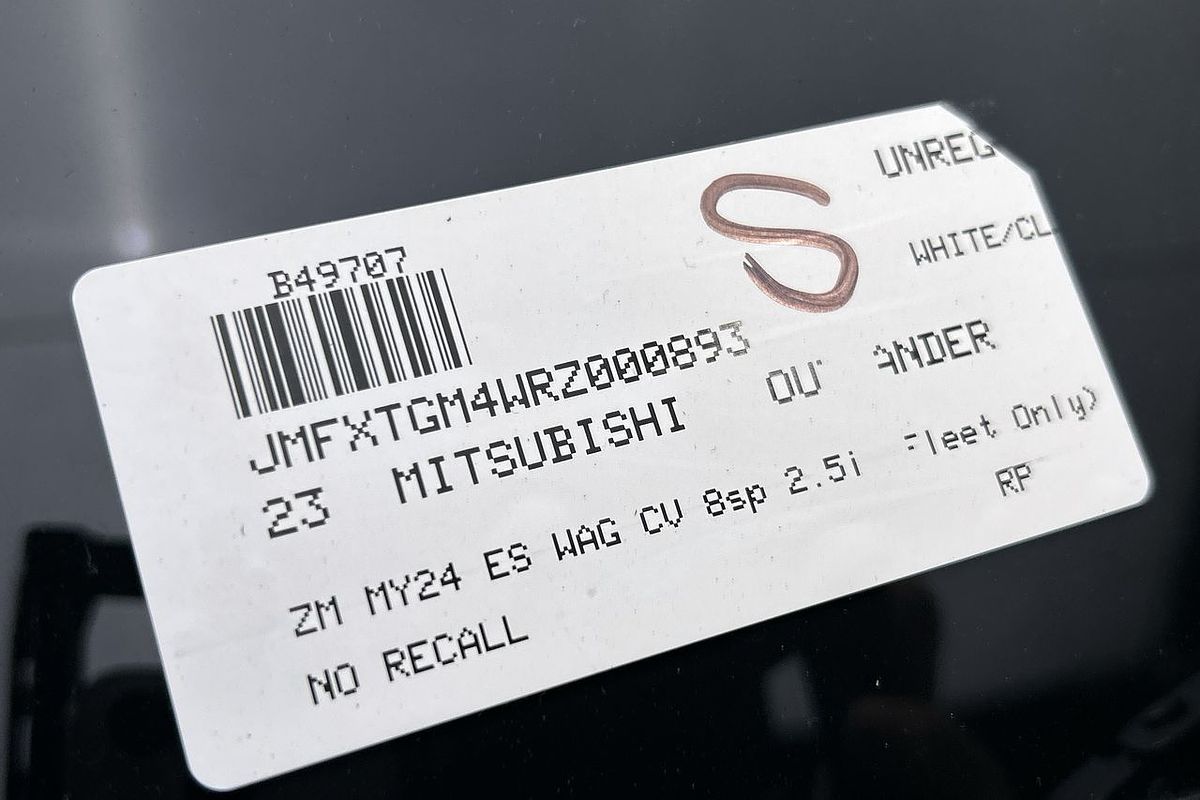 UNREG
S
WHITE/CL
B49707
JMFXTGM4WRZ000893
23 MITSUBISHI
ZM MY24 ES WAG CV 8sp 2.5i Only)
RP
NO RECALL